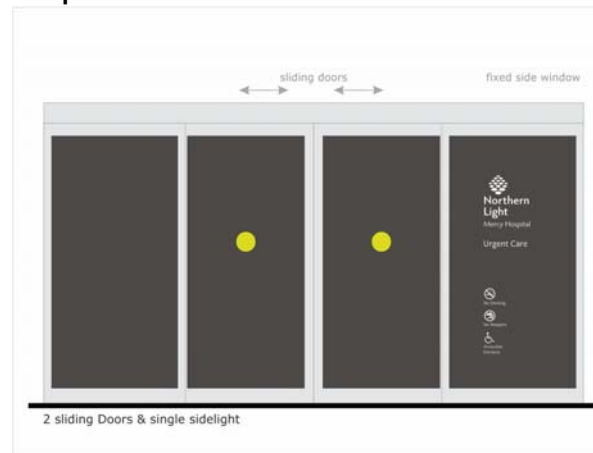 sliding doors
fixed side window
Northern
Light
Mercy Hospital
Urgent Care
No Smoking
No Weapons
Accessible
Entrance
2 sliding Doors & single sidelight